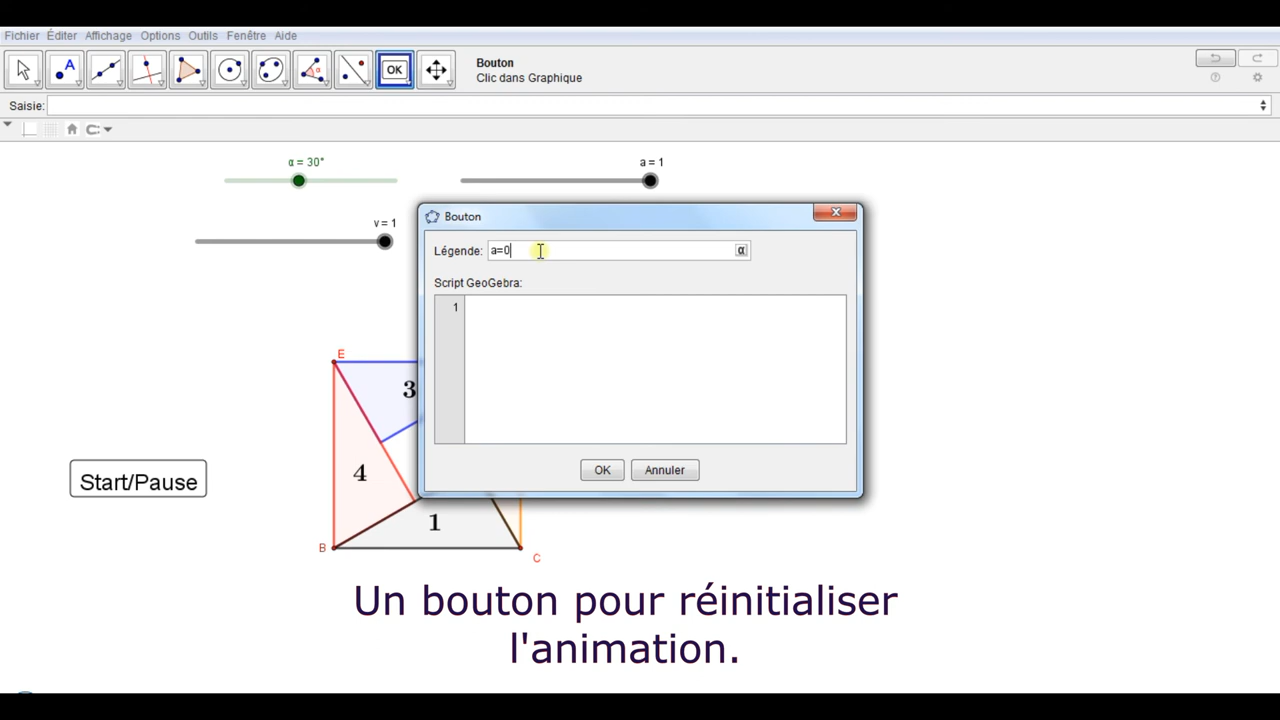 Fichier Éditer Affichage Options Outils Fenêtre Aide
A
α
OK
Bouton
Clic dans Graphique
Saisie:
α = 30°
a = 1
v = 1
Bouton
Légende: a=0
α
Script GeoGebra:
1
E
3
4
Start/Pause
OK Annuler
1
B
C
Un bouton pour réinitialiser
l'animation.